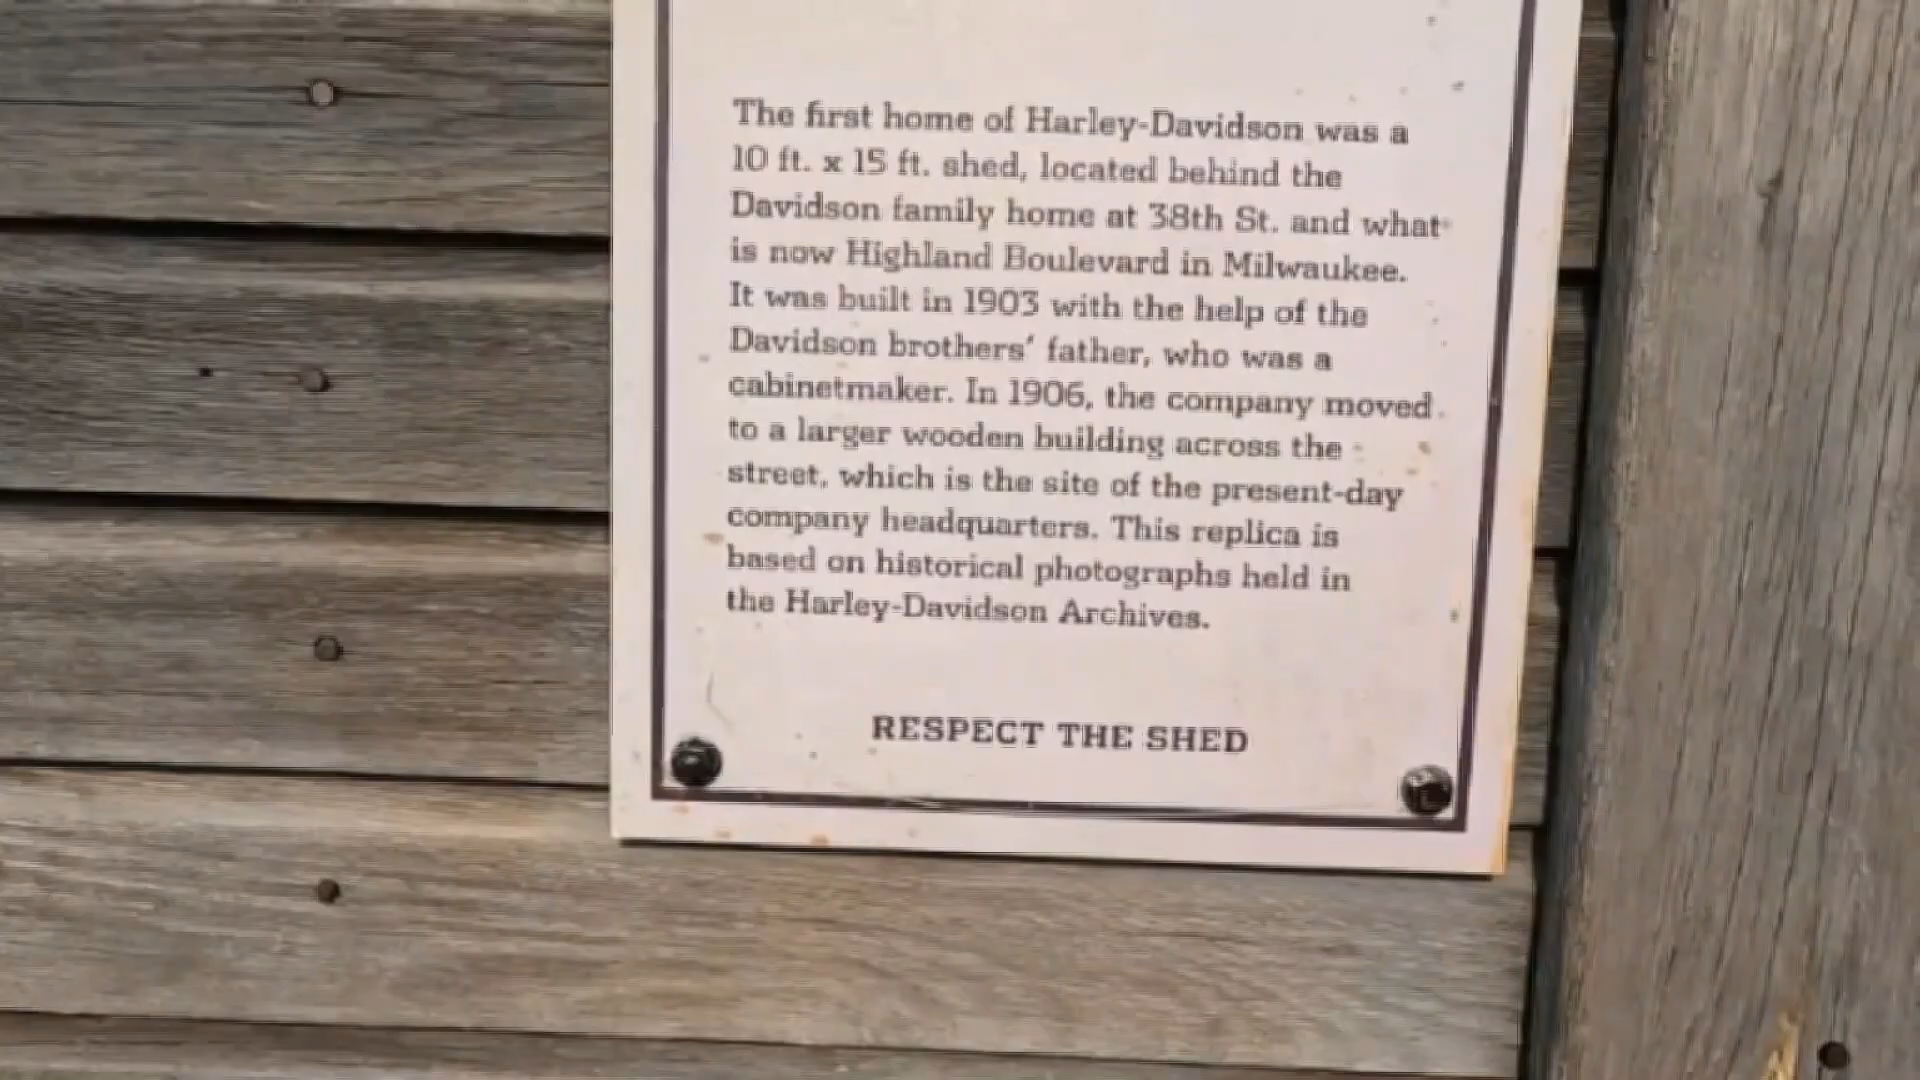 The first home of Harley-Davidson was a
10 ft. x 15 ft. shed, located behind the
Davidson family home at 38th St. and what
is now Highland Boulevard in Milwaukee.
It was built in 1903 with the help of the
Davidson brothers’ father, who was a
cabinetmaker. In 1906, the company moved
to a larger wooden building across the
street, which is the site of the present-day
company headquarters. This replica is
based on historical photographs held in
the Harley-Davidson Archives.
RESPECT THE SHED